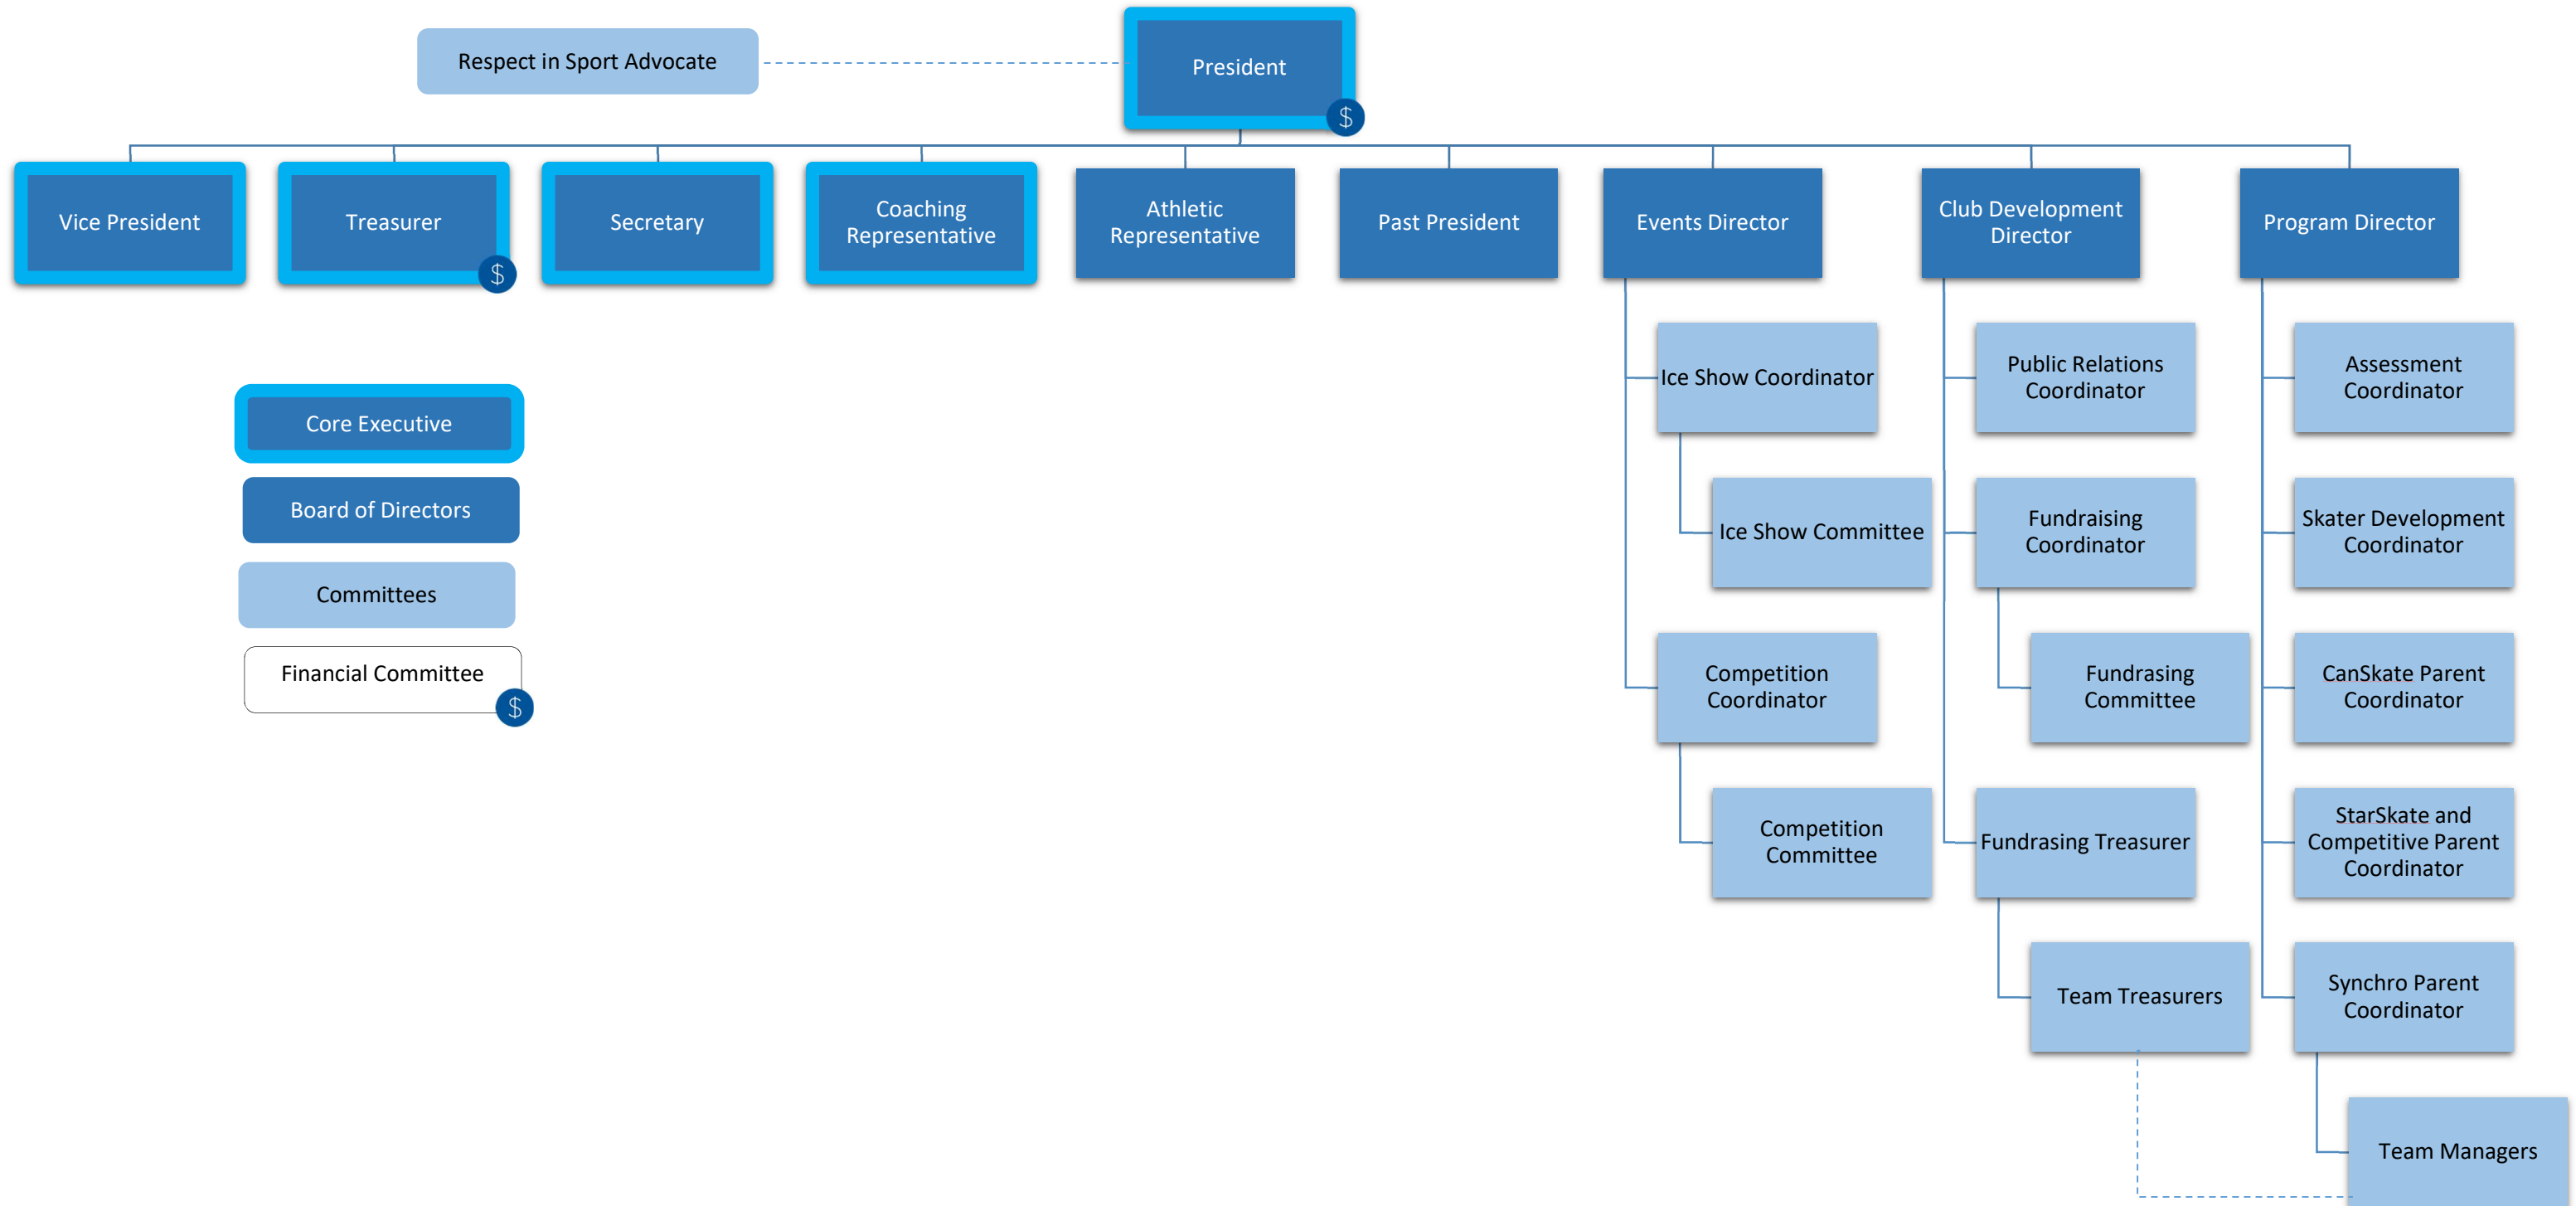 Respect in Sport Advocate
President
$
Vice President
Treasurer
$
Secretary
Coaching
Representative
Athletic
Representative
Past President
Events Director
Club Development
Director
Program Director
Core Executive
Board of Directors
Committees
Financial Committee
$
Ice Show Coordinator
Ice Show Committee
Competition
Coordinator
Competition
Committee
Public Relations
Coordinator
Fundraising
Coordinator
Fundrasing
Committee
Fundrasing Treasurer
Team Treasurers
Assessment
Coordinator
Skater Development
Coordinator
CanSkate Parent
Coordinator
StarSkate and
Competitive Parent
Coordinator
Synchro Parent
Coordinator
Team Managers